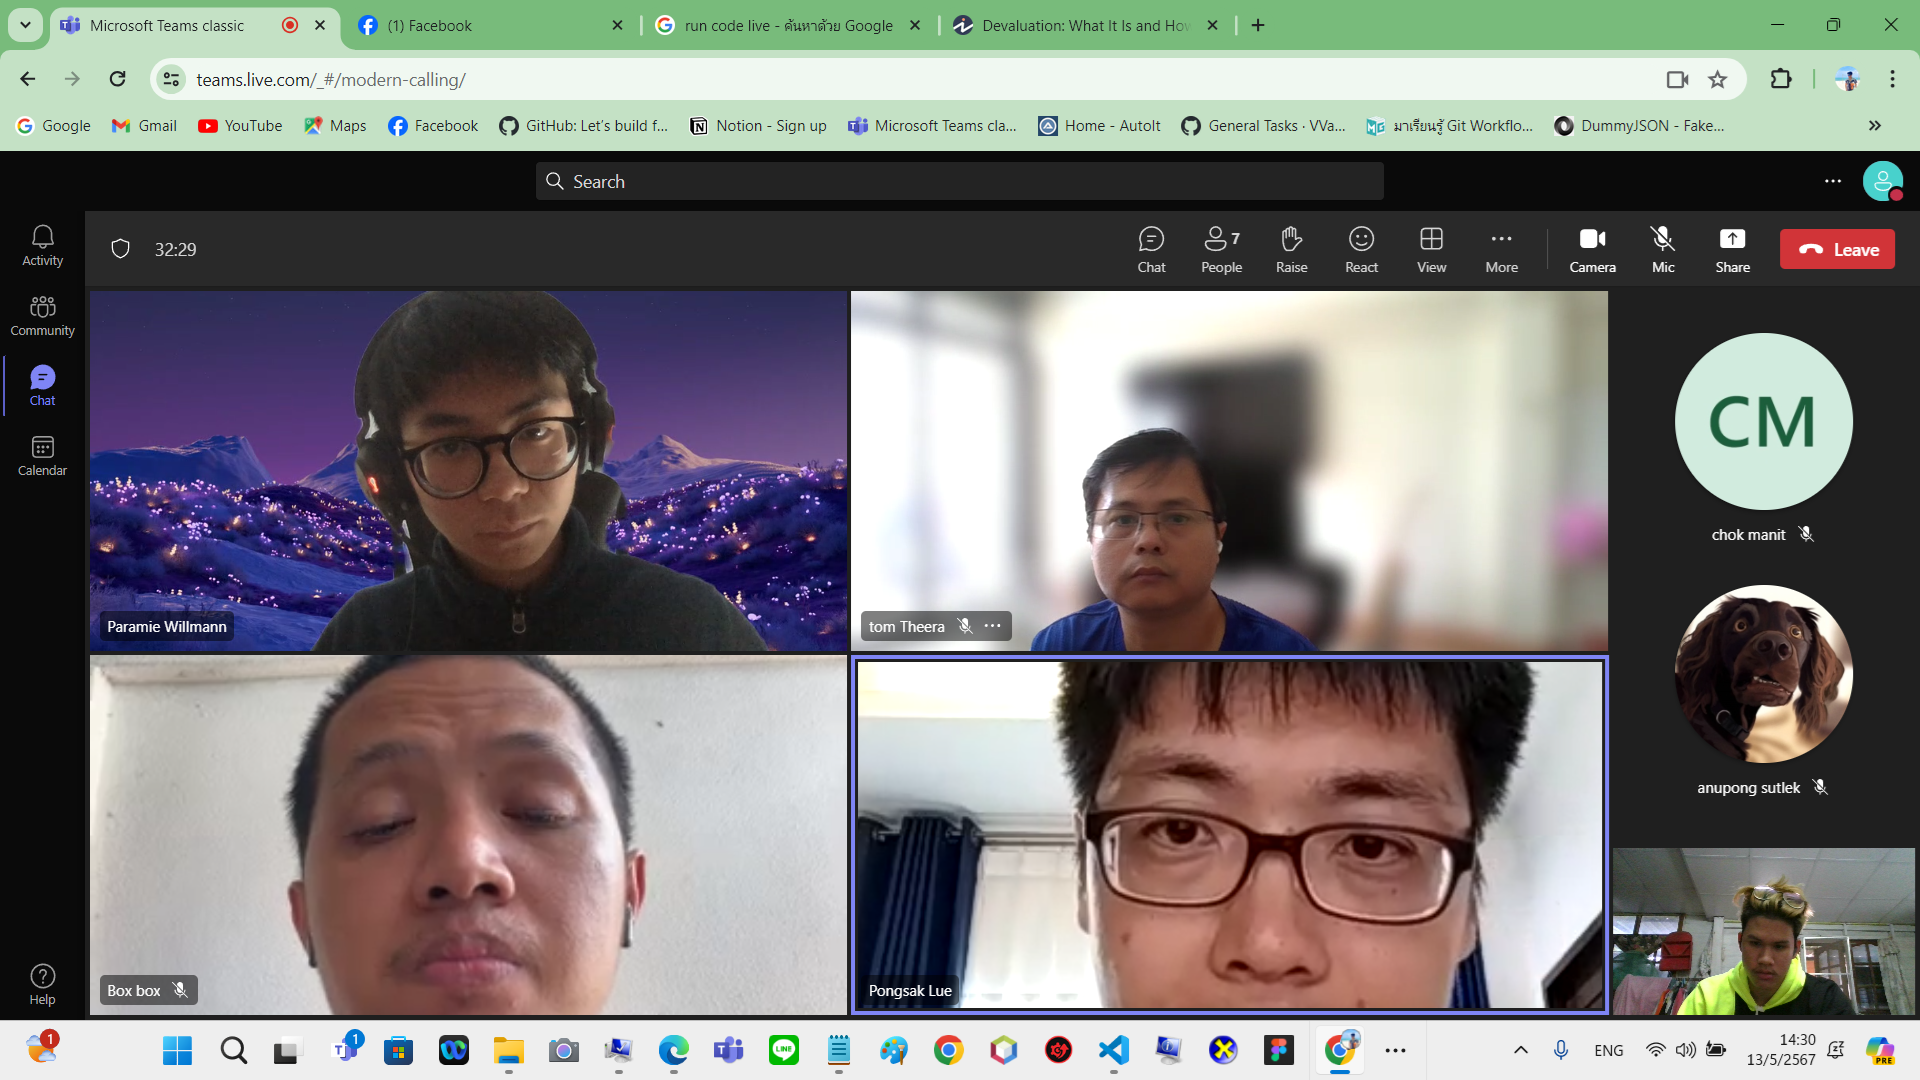 Microsoft Teams classic
(1) Facebook
run code live - ค้นหาด้วย Google
Devaluation: What It Is and How
teams.live.com/_#/modern-calling/
Google
Gmail
YouTube
Maps
Facebook
GitHub: Let's build f...
Notion - Sign up
Microsoft Teams cla...
Home - AutoIt
General Tasks · VVa...
มาเรียนรู้ Git Workflo...
DummyJSON - Fake...
Search
32:29
Chat
People
7
Raise
React
View
More
Camera
Mic
Share
Leave
Activity
Community
Chat
Calendar
Help
Paramie Willmann
tom Theera
CM
chok manit
anupong sutlek
Box box
Pongsak Lue
1
1
LINE
ENG
14:30
13/5/2567
PRE